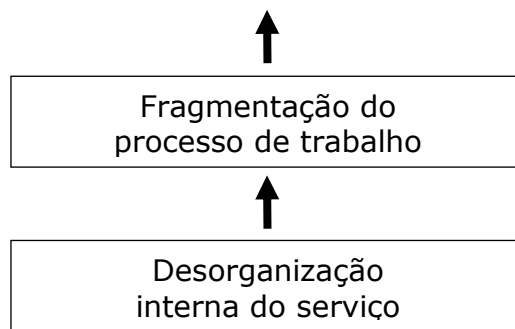 Fragmentação do
processo de trabalho
Desorganização
interna do serviço